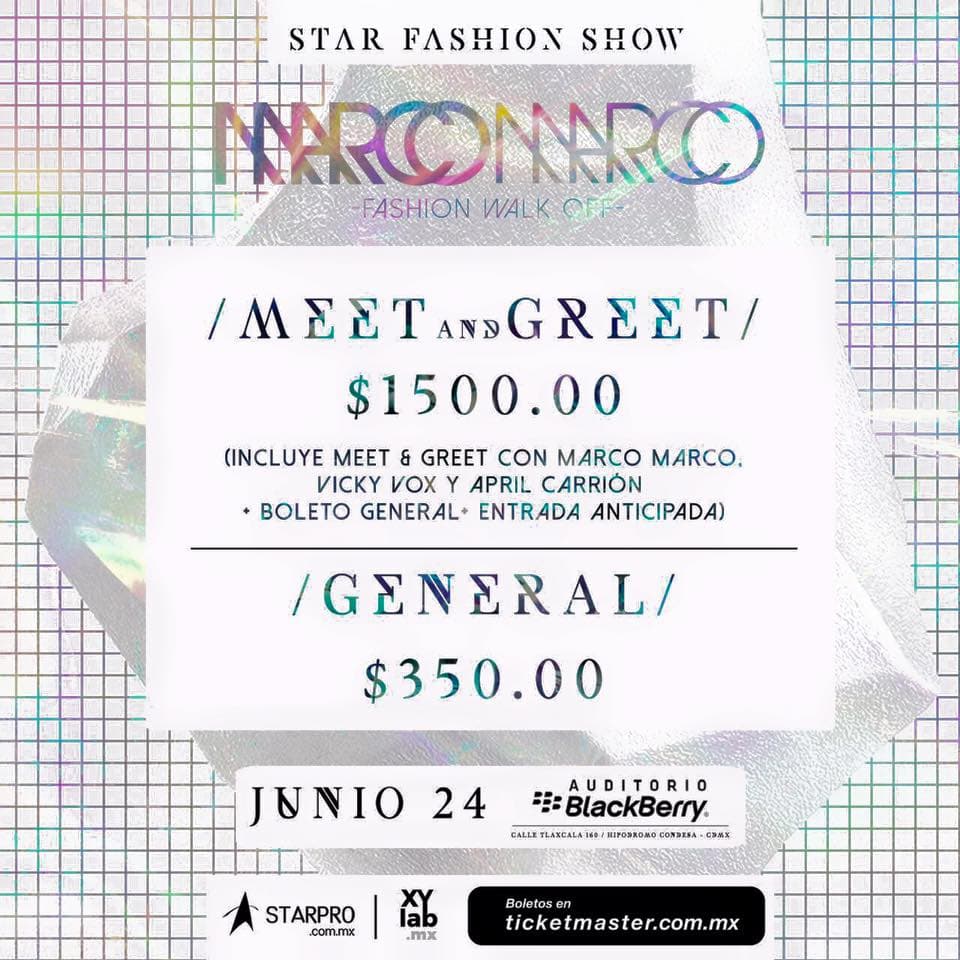 STAR FASHION SHOW
MARCO MARCO
-FASHION WALK OFF-
/MEET AND GREET/
$1500.00
(INCLUYE MEET & GREET CON MARCO MARCO,
VICKY VOX Y APRIL CARRIÓN
+ BOLETO GENERAL+ ENTRADA ANTICIPADA)
/GENERAL/
$350.00
JUNIO 24
AUDITORIO
BlackBerry®
CALLE TLAXCALA 160 / HIPODROMO CONDESA - CDMX
STARPRO
.com.mx
XY
lab
.mx
Boletos en
ticketmaster.com.mx